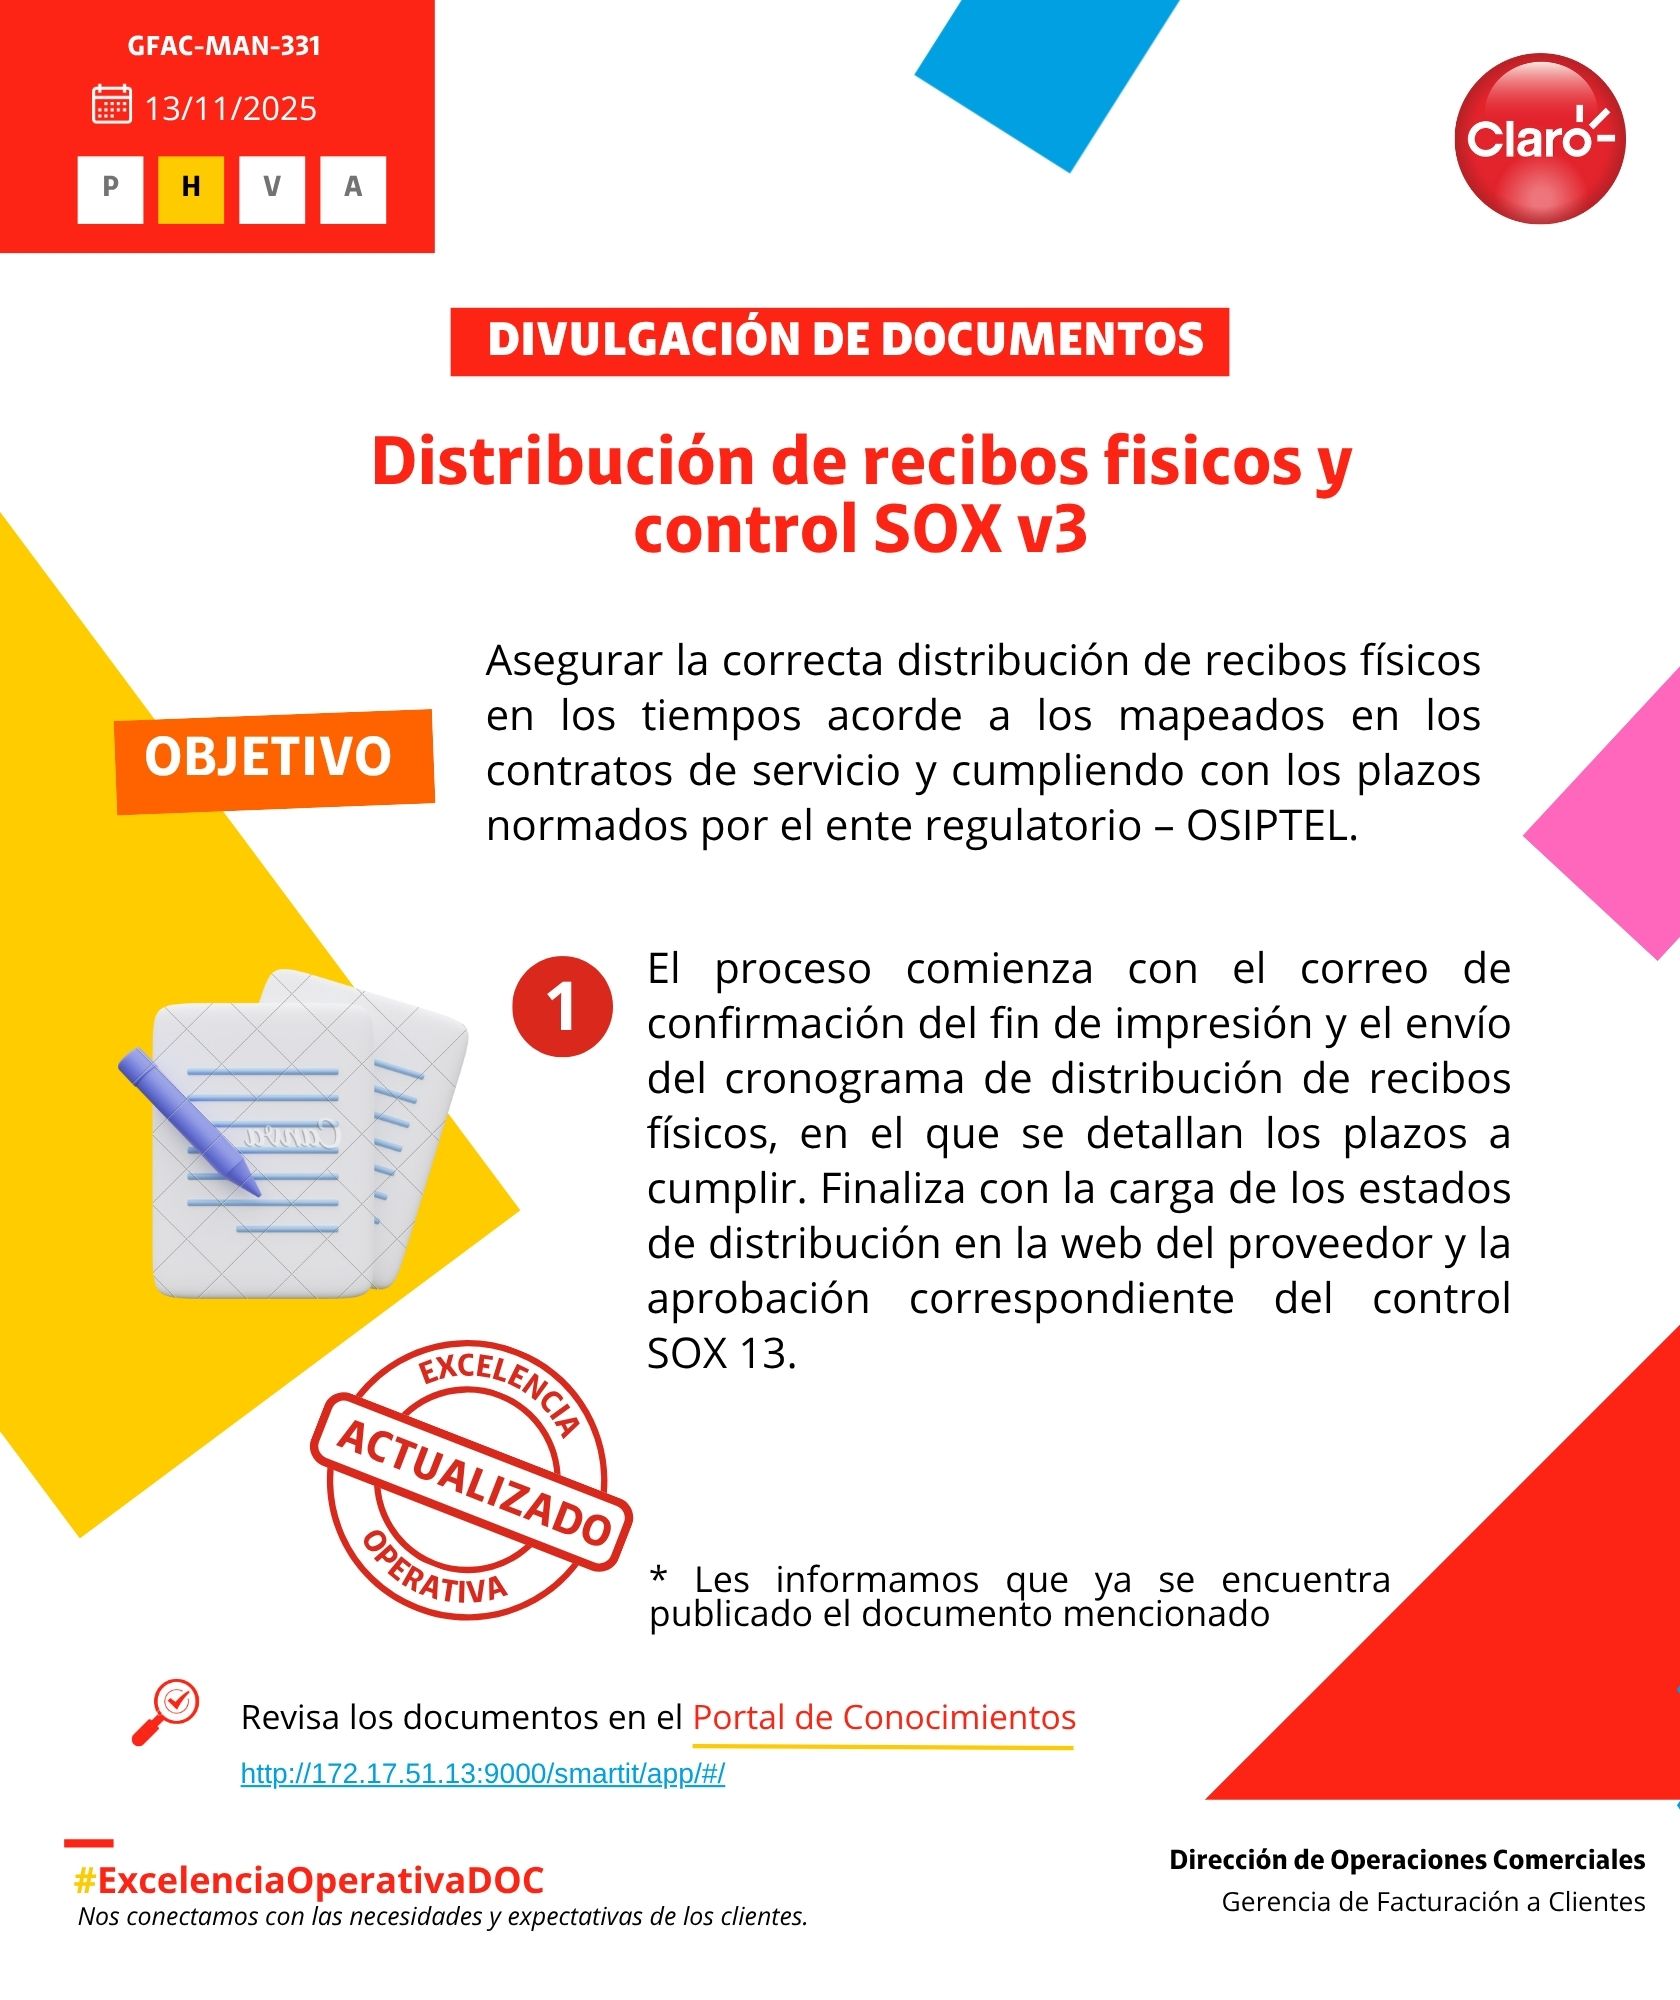 GFAC-MAN-331
13/11/2025
P H V A
Claro
DIVULGACIÓN DE DOCUMENTOS
Distribución de recibos fisicos y
control SOX v3
OBJETIVO
Asegurar la correcta distribución de recibos físicos
en los tiempos acorde a los mapeados en los
contratos de servicio y cumpliendo con los plazos
normados por el ente regulatorio – OSIPTEL.
1
El proceso comienza con el correo de
confirmación del fin de impresión y el envío
del cronograma de distribución de recibos
físicos, en el que se detallan los plazos a
cumplir. Finaliza con la carga de los estados
de distribución en la web del proveedor y la
aprobación correspondiente del control
SOX 13.
Canva
EXCELENCIA
ACTUALIZADO
OPERATIVA
* Les informamos que ya se encuentra
publicado el documento mencionado
Revisa los documentos en el Portal de Conocimientos
http://172.17.51.13:9000/smartit/app/#/
#ExcelenciaOperativaDOC
Nos conectamos con las necesidades y expectativas de los clientes.
Dirección de Operaciones Comerciales
Gerencia de Facturación a Clientes